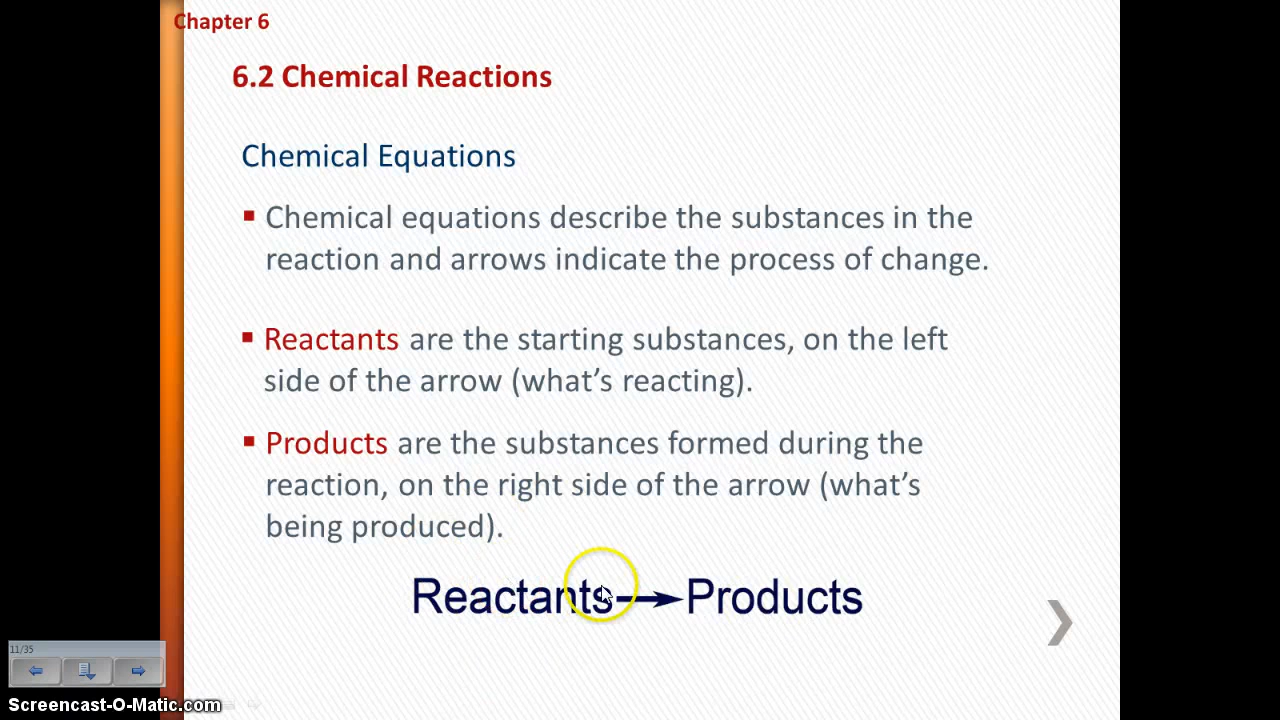 Chapter 6
6.2 Chemical Reactions
Chemical Equations
Chemical equations describe the substances in the
reaction and arrows indicate the process of change.
Reactants are the starting substances, on the left
side of the arrow (what's reacting).
Products are the substances formed during the
reaction, on the right side of the arrow (what's
being produced).
Reactants → Products
11/35
Screencast-O-Matic.com